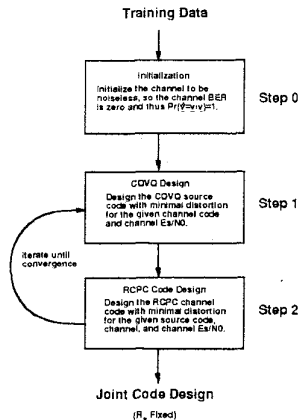 Training Data
Initialization
Initialize the channel to be
noiseless, so the channel BER
is zero and thus Pr(v̂=v|v)=1.
Step 0
COVQ Design
Design the COVQ source
code with minimal distortion
for the given channel code
and channel Es/N0.
Step 1
iterate until
convergence
RCPC Code Design
Design the RCPC channel
code with minimal distortion
for the given source code,
channel, and channel Es/N0.
Step 2
Joint Code Design
(Rs Fixed)